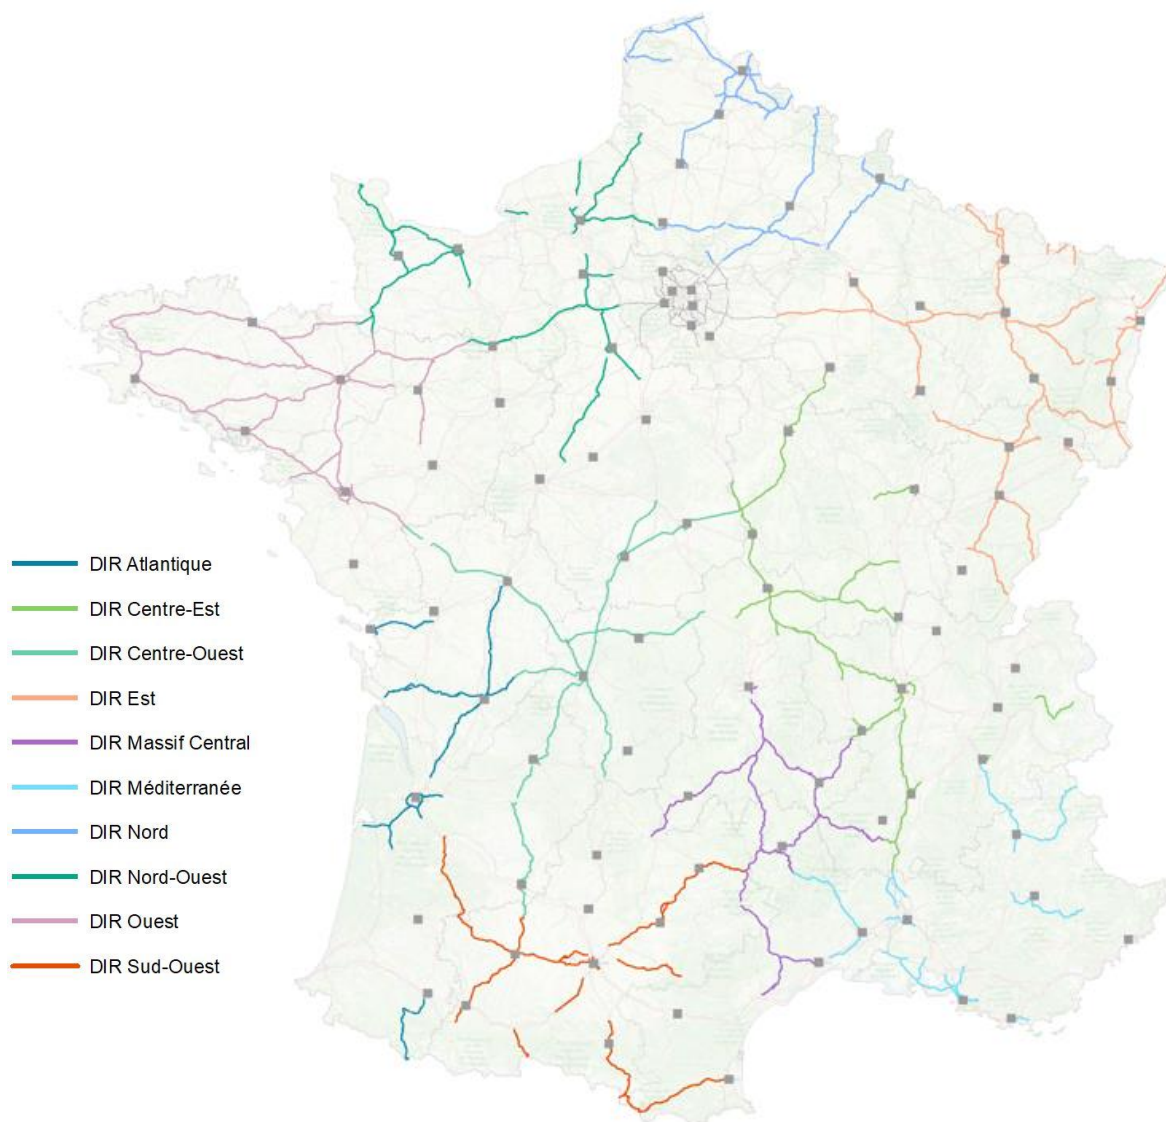 DIR Atlantique
DIR Centre-Est
DIR Centre-Ouest
DIR Est
DIR Massif Central
DIR Méditerranée
DIR Nord
DIR Nord-Ouest
DIR Ouest
DIR Sud-Ouest